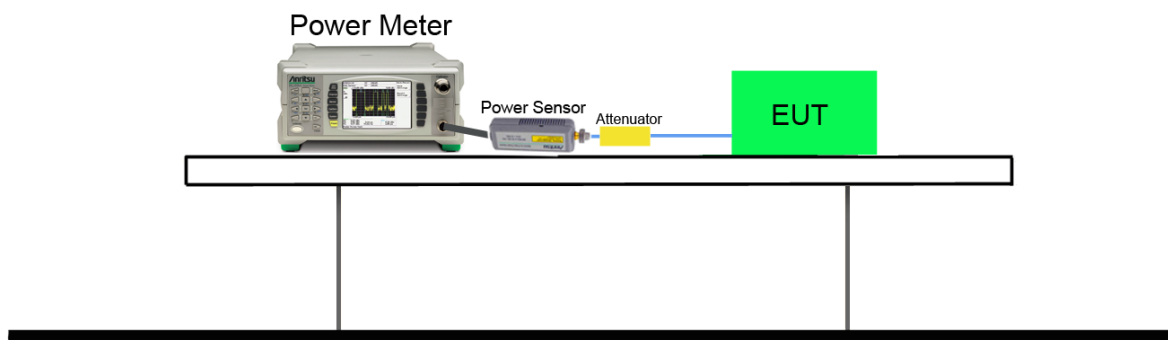 Power Meter
Anritsu
Power Sensor
Attenuator
EUT